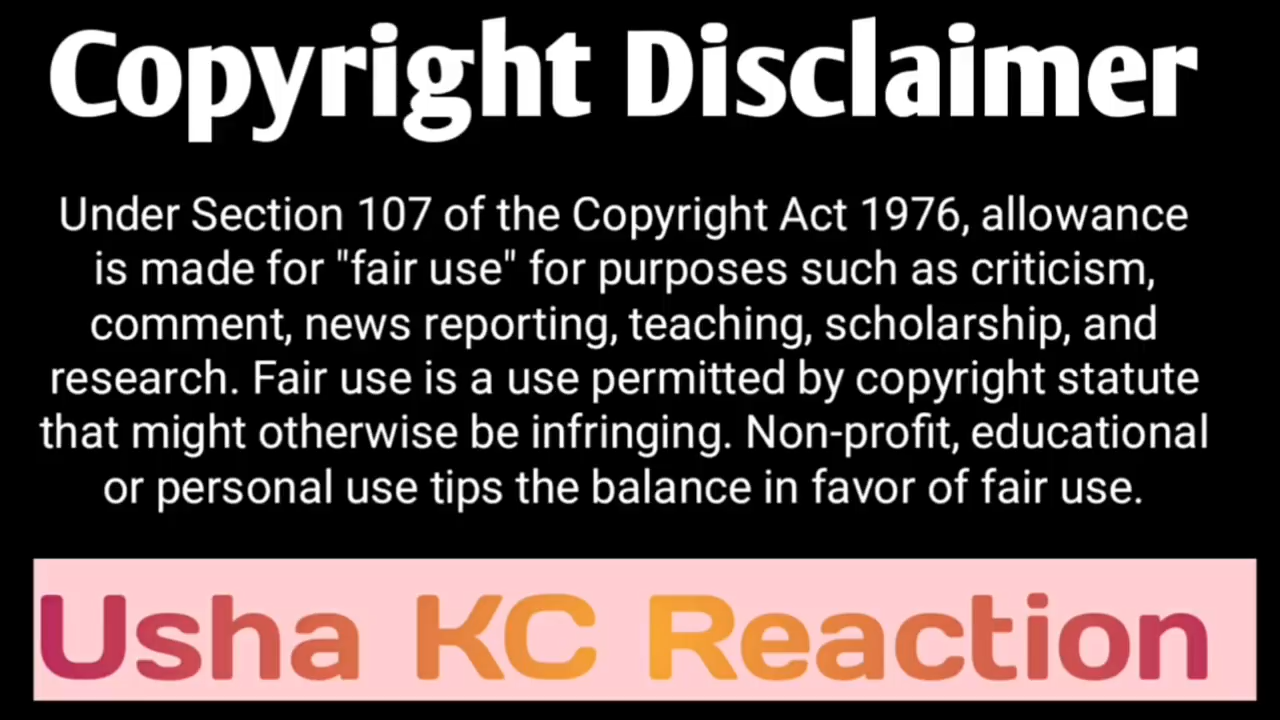 Copyright Disclaimer
Under Section 107 of the Copyright Act 1976, allowance
is made for "fair use" for purposes such as criticism,
comment, news reporting, teaching, scholarship, and
research. Fair use is a use permitted by copyright statute
that might otherwise be infringing. Non-profit, educational
or personal use tips the balance in favor of fair use.
Usha KC Reaction